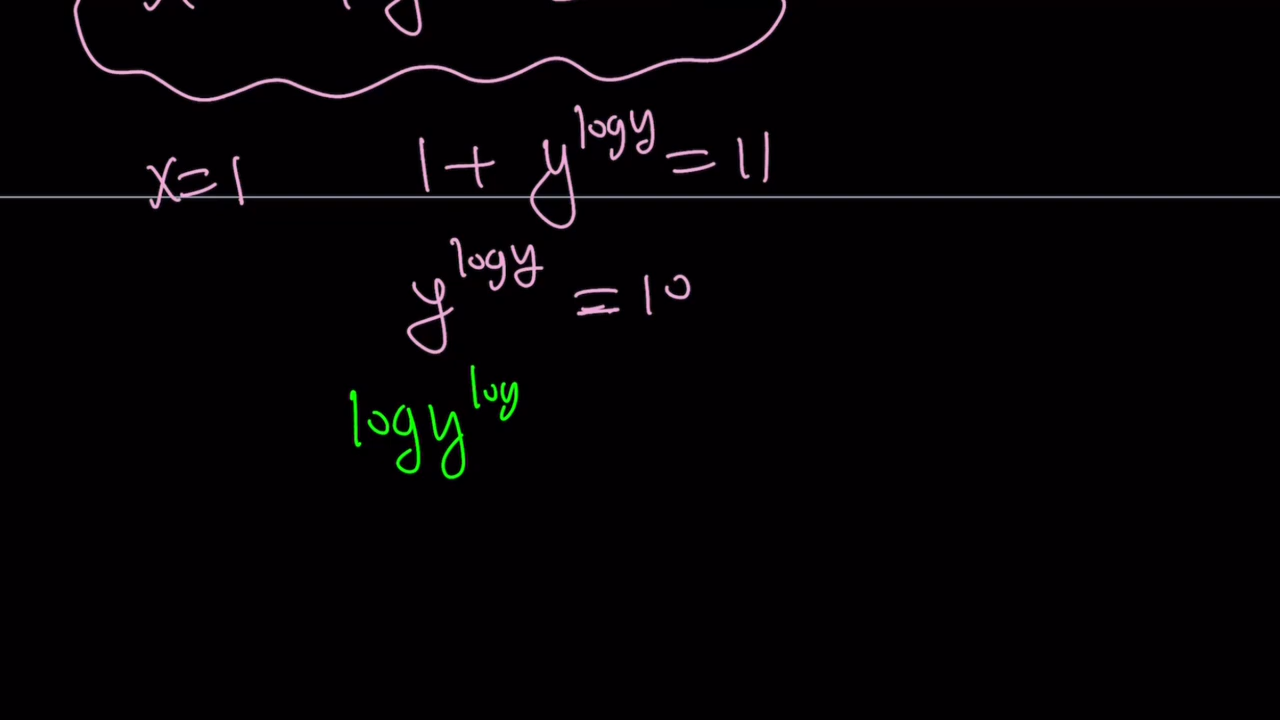 x=1 1 + y^logy = 11
y^logy = 10
logy^log